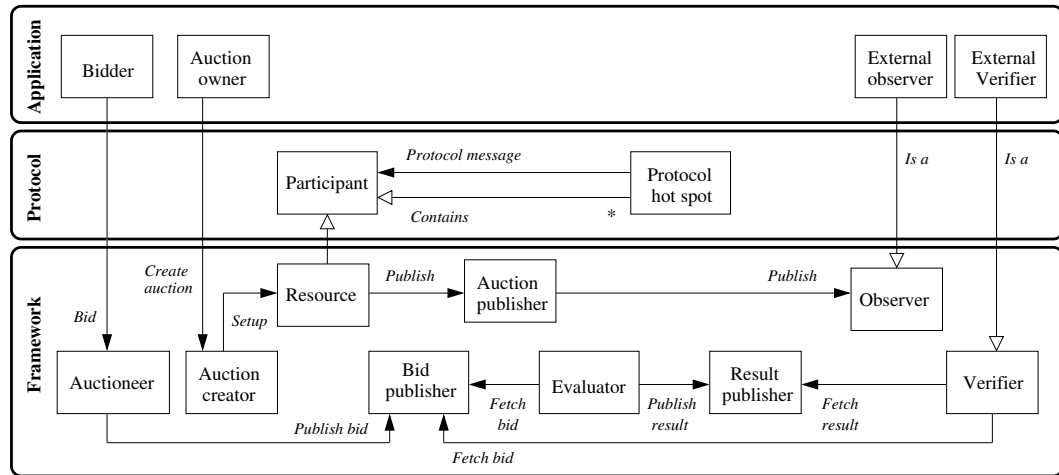 Application
Bidder
Auction
owner
External
observer
External
Verifier
Protocol
Participant
Protocol message
Contains
*
Protocol
hot spot
Is a
Is a
Framework
Bid
Create
auction
Setup
Resource
Publish
Auction
publisher
Publish
Observer
Auctioneer
Auction
creator
Bid
publisher
Fetch
bid
Evaluator
Publish
result
Result
publisher
Fetch
result
Verifier
Publish bid
Fetch bid